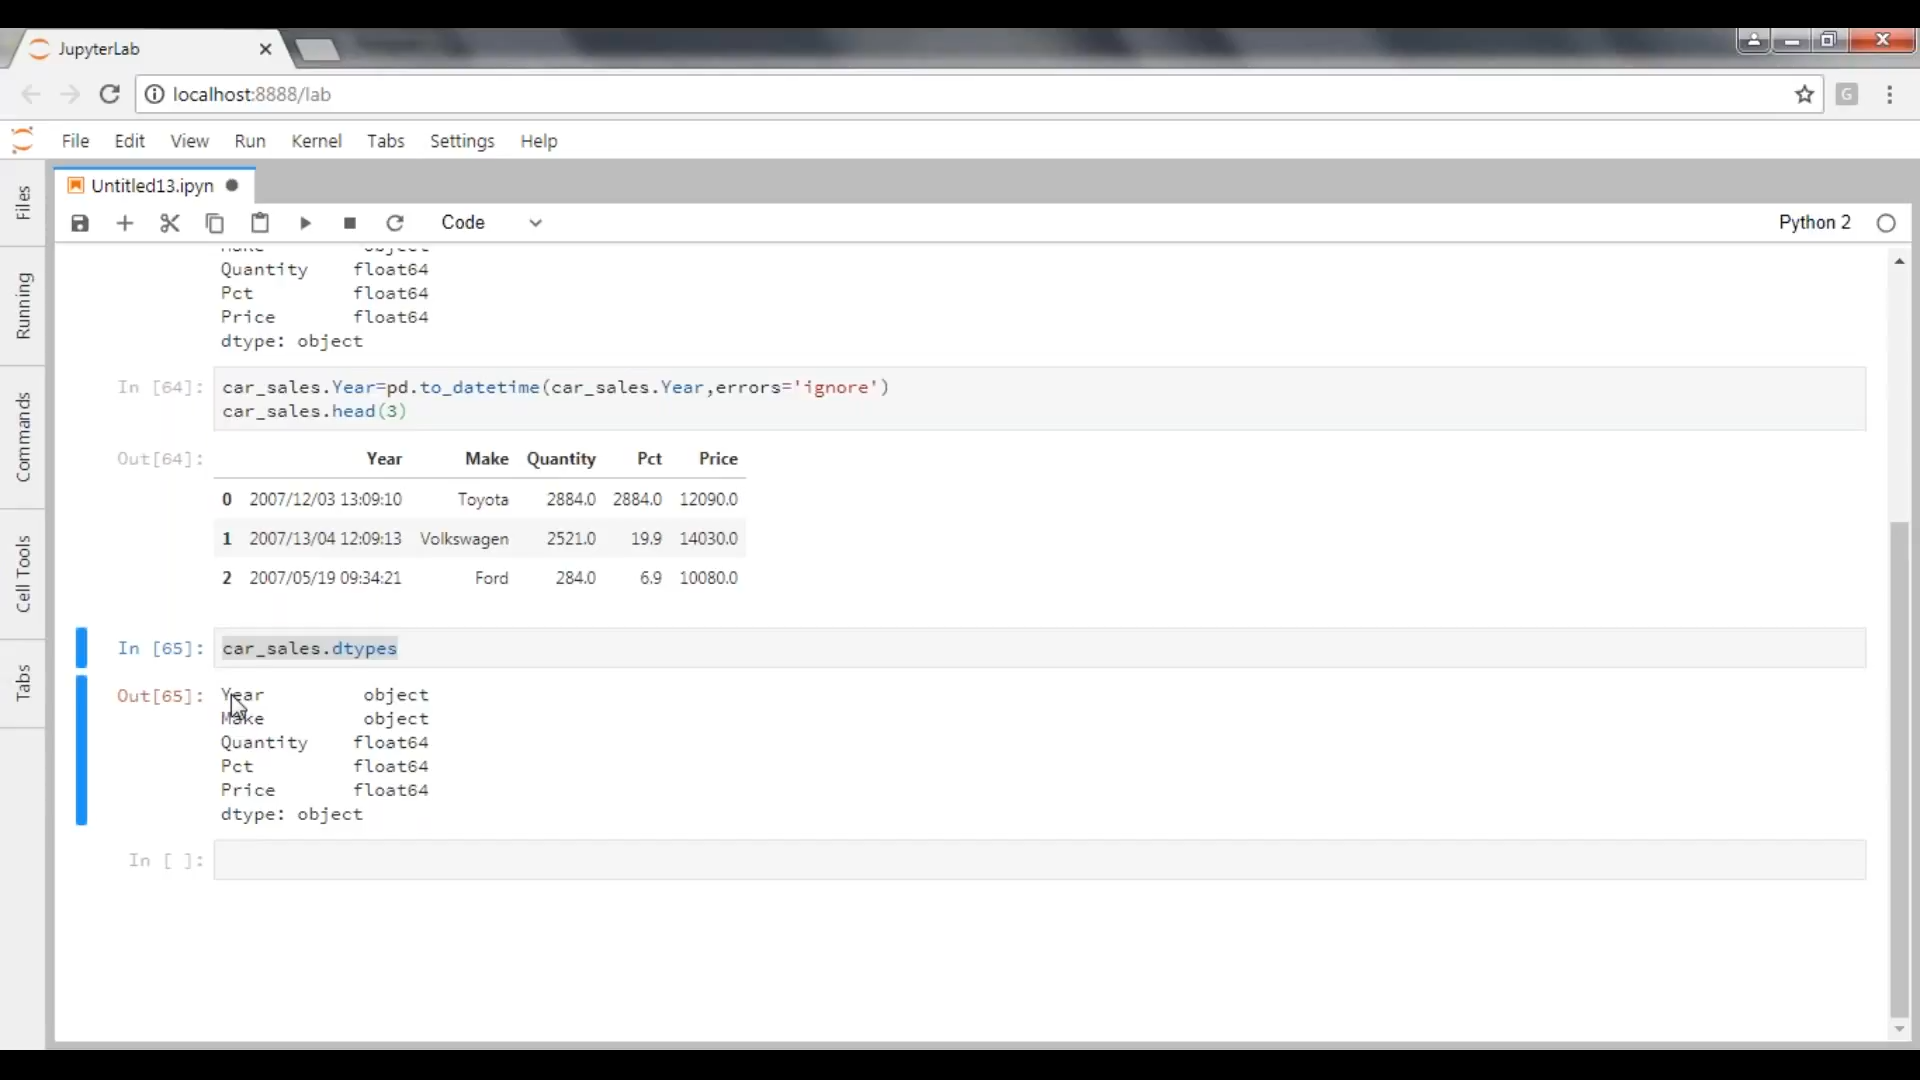 JupyterLab
localhost:8888/lab
G
File Edit View Run Kernel Tabs Settings Help
Untitled13.ipyn
Code
Python 2
Files
Running
Commands
Cell Tools
Tabs
Quantity float64
Pct float64
Price float64
dtype: object
In [64]: car_sales.Year=pd.to_datetime(car_sales.Year,errors='ignore')
car_sales.head(3)
Out[64]: Year Make Quantity Pct Price
0 2007/12/03 13:09:10 Toyota 2884.0 2884.0 12090.0
1 2007/13/04 12:09:13 Volkswagen 2521.0 19.9 14030.0
2 2007/05/19 09:34:21 Ford 284.0 6.9 10080.0
In [65]: car_sales.dtypes
Out[65]: Year object
Make object
Quantity float64
Pct float64
Price float64
dtype: object
In [ ]: